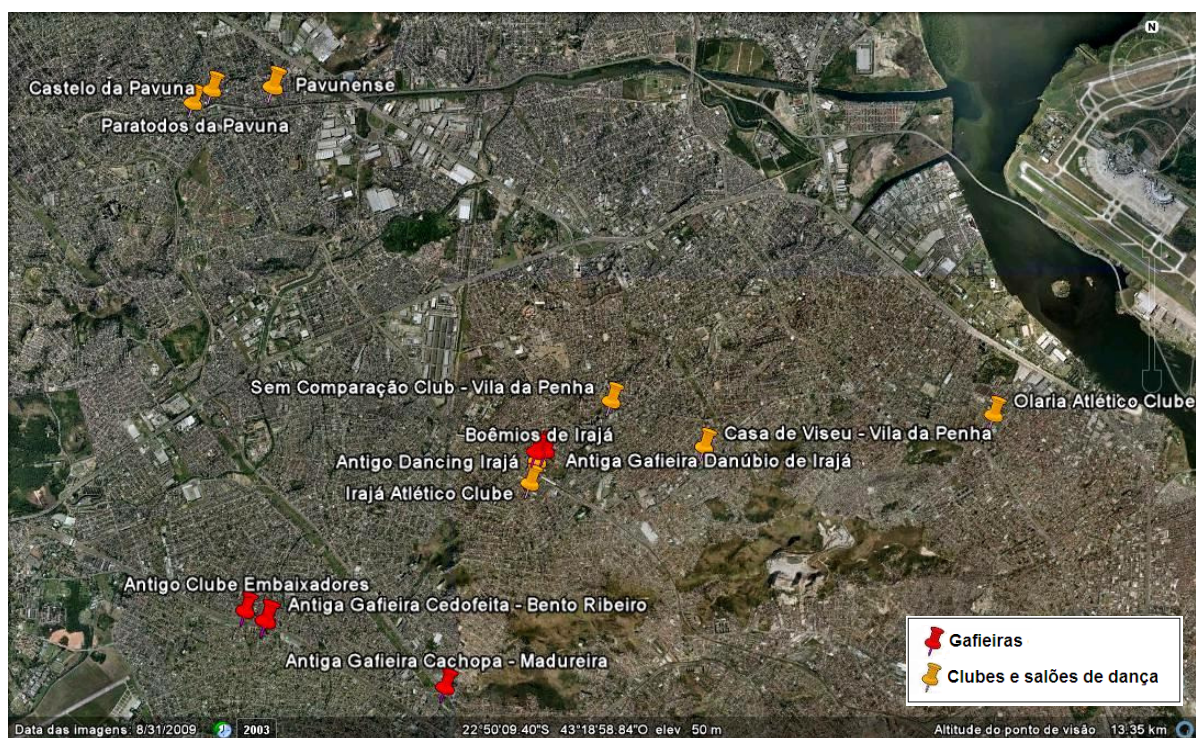 N
Castelo da Pavuna
Pavunense
Paratodos da Pavuna
Sem Comparação Club - Vila da Penha
Olaria Atlético Clube
Boêmios de Irajá
Casa de Viseu - Vila da Penha
Antigo Dancing Irajá
Antiga Gafieira Danúbio de Irajá
Irajá Atlético Clube
Antigo Clube Embaixadores
Antiga Gafieira Cedofeita - Bento Ribeiro
Antiga Gafieira Cachopa - Madureira
Gafieiras
Clubes e salões de dança
Data das imagens: 8/31/2009 2003 22°50'09.40"S 43°18'58.84"O elev 50 m Altitude do ponto de visão 13.35 km